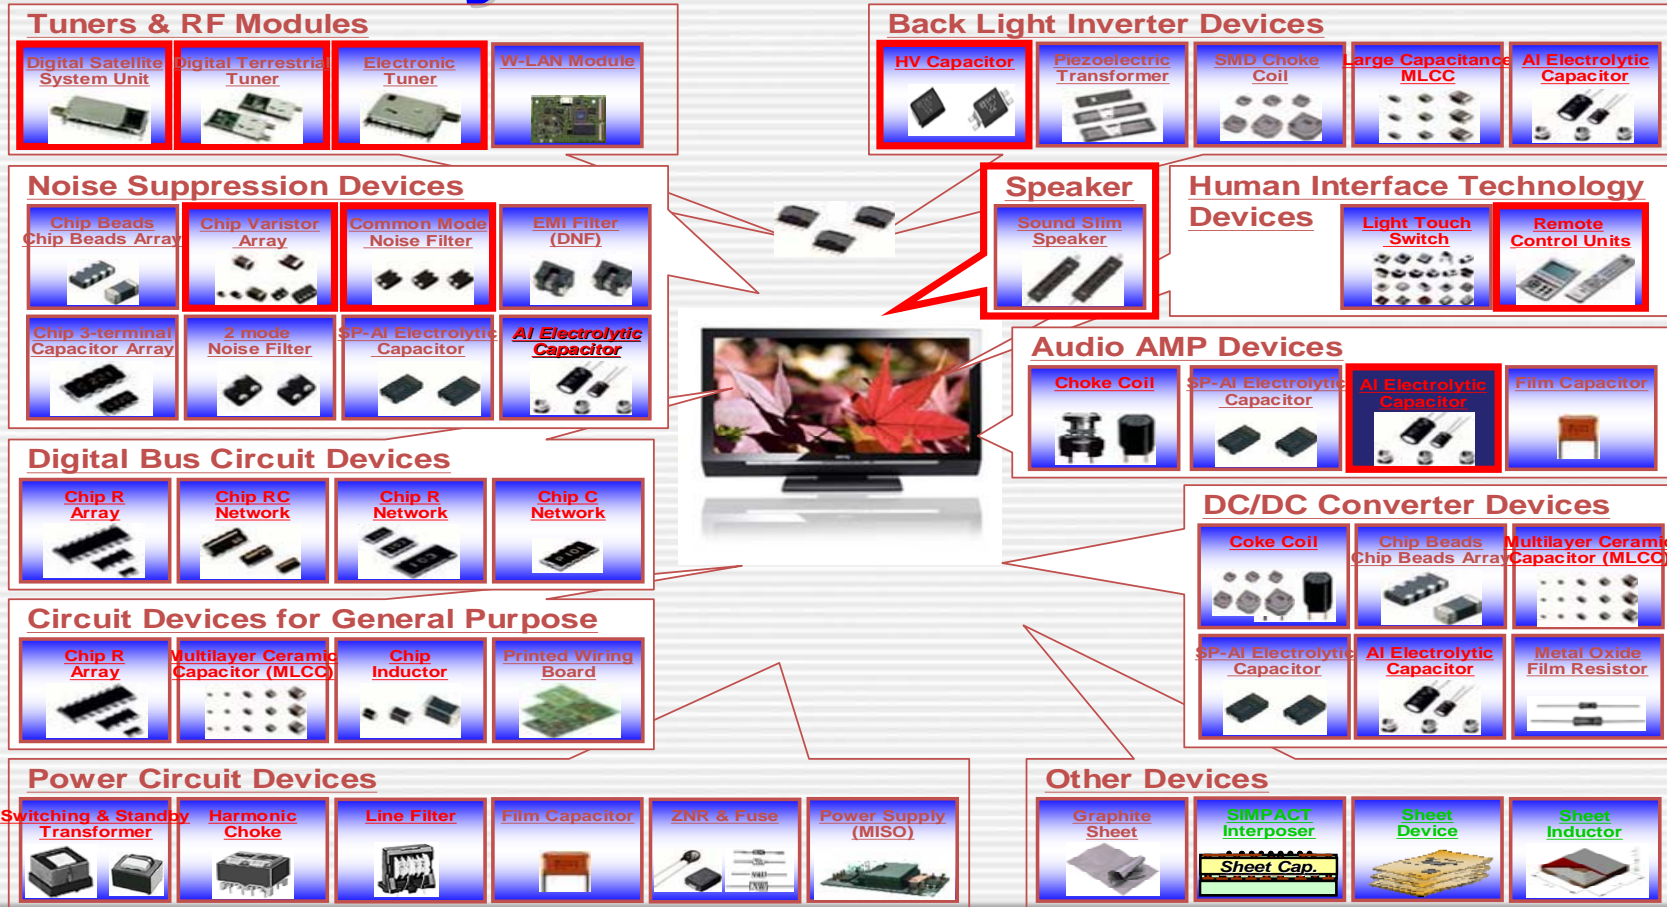 Tuners & RF Modules
Digital Satellite
System Unit
Digital Terrestrial
Tuner
Electronic
Tuner
W-LAN Module
Back Light Inverter Devices
HV Capacitor
Piezoelectric
Transformer
SMD Choke
Coil
Large Capacitance
MLCC
Al Electrolytic
Capacitor
Noise Suppression Devices
Chip Beads
Chip Beads Array
Chip Varistor
Array
Common Mode
Noise Filter
EMI Filter
(DNF)
Chip 3-terminal
Capacitor Array
2 mode
Noise Filter
SP-Al Electrolytic
Capacitor
Al Electrolytic
Capacitor
Speaker
Sound Slim
Speaker
Human Interface Technology
Devices
Light Touch
Switch
Remote
Control Units
Audio AMP Devices
Choke Coil
SP-Al Electrolytic
Capacitor
Al Electrolytic
Capacitor
Film Capacitor
Digital Bus Circuit Devices
Chip R
Array
Chip RC
Network
Chip R
Network
Chip C
Network
DC/DC Converter Devices
Coke Coil
Chip Beads
Chip Beads Array
Multilayer Ceramic
Capacitor (MLCC)
SP-Al Electrolytic
Capacitor
Al Electrolytic
Capacitor
Metal Oxide
Film Resistor
Circuit Devices for General Purpose
Chip R
Array
Multilayer Ceramic
Capacitor (MLCC)
Chip
Inductor
Printed Wiring
Board
Power Circuit Devices
Switching & Standby
Transformer
Harmonic
Choke
Line Filter
Film Capacitor
ZNR & Fuse
Power Supply
(MISO)
Other Devices
Graphite
Sheet
SIMPACT
Interposer
Sheet Cap.
Sheet
Device
Sheet
Inductor